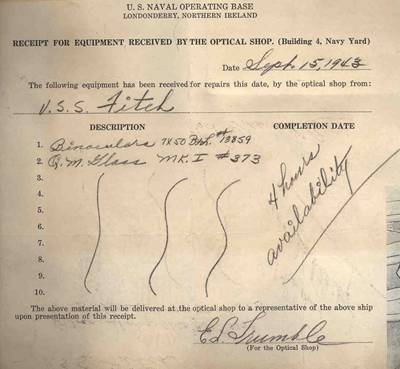 U. S. NAVAL OPERATING BASE
LONDONDERRY, NORTHERN IRELAND
RECEIPT FOR EQUIPMENT RECEIVED BY THE OPTICAL SHOP. (Building 4, Navy Yard)
Date Sept. 15, 1943
The following equipment has been received for repairs this date, by the optical shop from:
U.S.S. Fitch
DESCRIPTION COMPLETION DATE
1. Binoculars 7X50 B&L #13859
2. Q.M. Glass MK. I #373
3.
4.
5.
6.
7.
8.
9.
10.
4 hours
availability
The above material will be delivered at the optical shop to a representative of the above ship
upon presentation of this receipt.
E L Trumble
(For the Optical Shop)